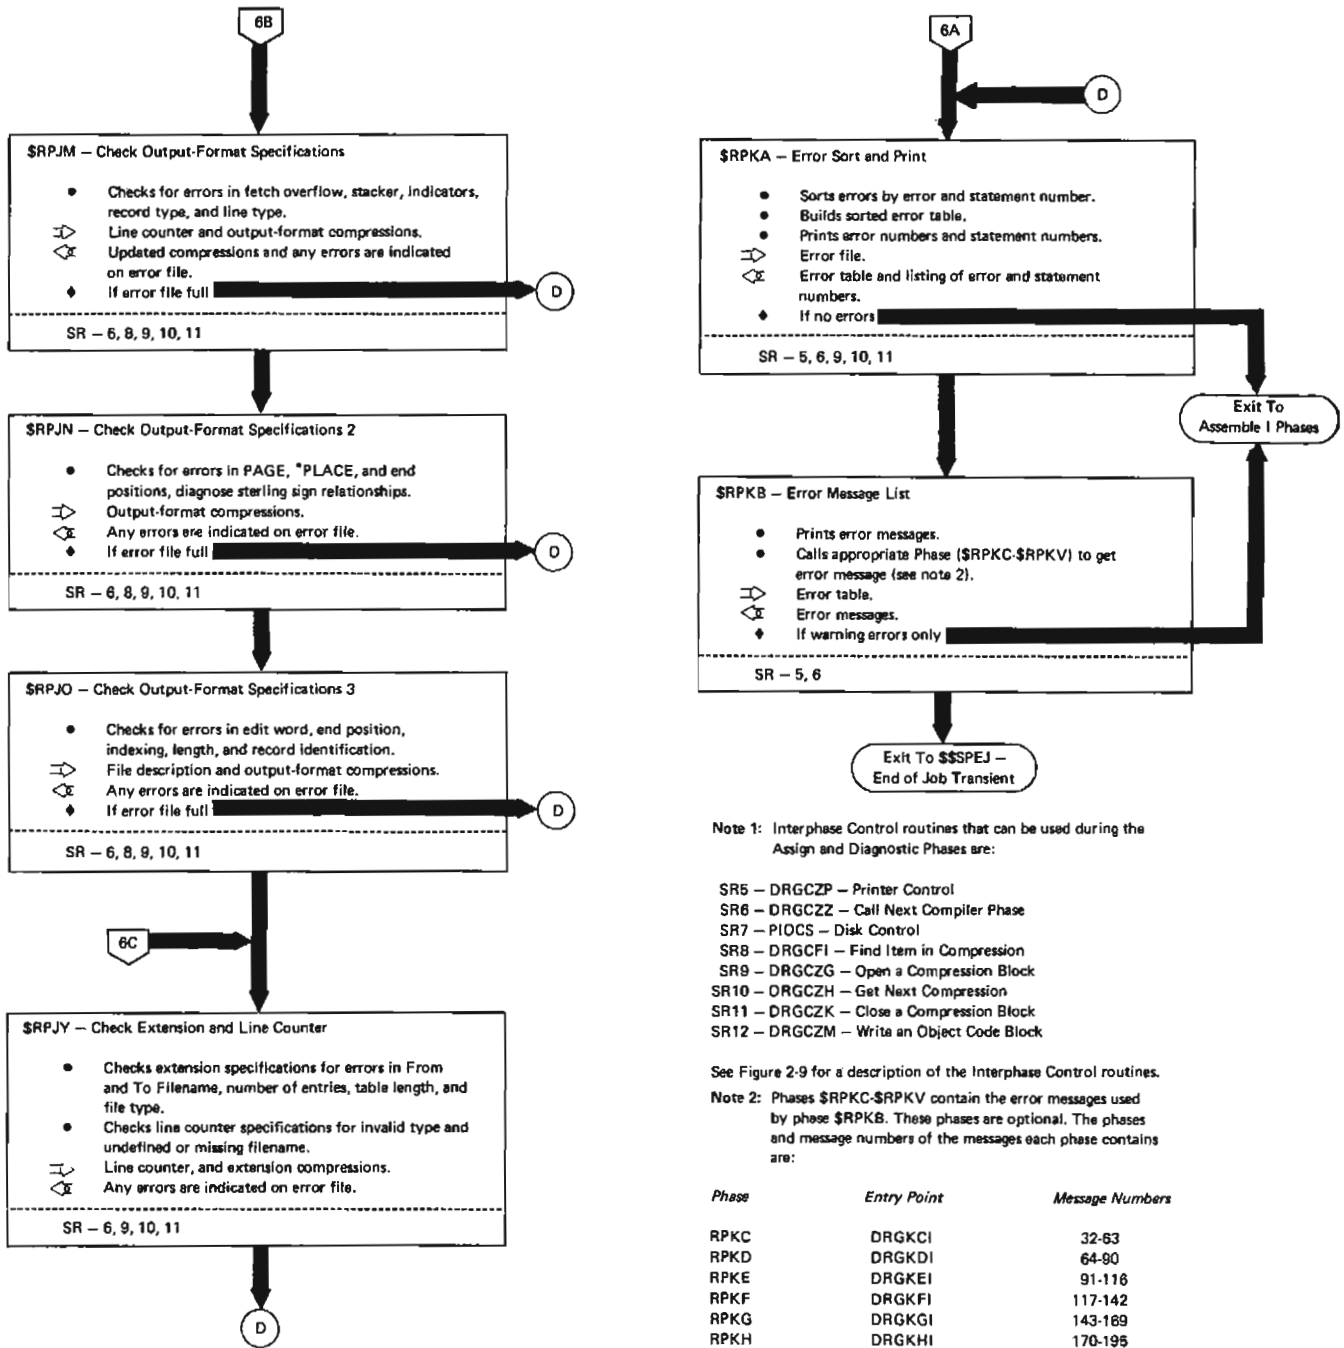 6B
$RPJM – Check Output-Format Specifications
• Checks for errors in fetch overflow, stacker, indicators,
record type, and line type.
Line counter and output-format compressions.
Updated compressions and any errors are indicated
on error file.
♦ If error file full
D
SR – 6, 8, 9, 10, 11
$RPJN – Check Output-Format Specifications 2
• Checks for errors in PAGE, *PLACE, and end
positions, diagnose sterling sign relationships.
Output-format compressions.
Any errors are indicated on error file.
♦ If error file full
D
SR – 6, 8, 9, 10, 11
$RPJO – Check Output-Format Specifications 3
• Checks for errors in edit word, end position,
indexing, length, and record identification.
File description and output-format compressions.
Any errors are indicated on error file.
♦ If error file full
D
SR – 6, 8, 9, 10, 11
6C
$RPJY – Check Extension and Line Counter
• Checks extension specifications for errors in From
and To Filename, number of entries, table length, and
file type.
• Checks line counter specifications for invalid type and
undefined or missing filename.
Line counter, and extension compressions.
Any errors are indicated on error file.
SR – 6, 9, 10, 11
D
6A
D
$RPKA – Error Sort and Print
• Sorts errors by error and statement number.
• Builds sorted error table.
• Prints error numbers and statement numbers.
Error file.
Error table and listing of error and statement
numbers.
♦ If no errors
SR – 5, 6, 9, 10, 11
Exit To
Assemble I Phases
$RPKB – Error Message List
• Prints error messages.
• Calls appropriate Phase ($RPKC-$RPKV) to get
error message (see note 2).
Error table.
Error messages.
♦ If warning errors only
SR – 5, 6
Exit To $$SPEJ –
End of Job Transient
Note 1: Interphase Control routines that can be used during the
Assign and Diagnostic Phases are:
SR5 – DRGCZP – Printer Control
SR6 – DRGCZZ – Call Next Compiler Phase
SR7 – PIOCS – Disk Control
SR8 – DRGCFI – Find Item in Compression
SR9 – DRGCZG – Open a Compression Block
SR10 – DRGCZH – Get Next Compression
SR11 – DRGCZK – Close a Compression Block
SR12 – DRGCZM – Write an Object Code Block
See Figure 2-9 for a description of the Interphase Control routines.
Note 2: Phases $RPKC-$RPKV contain the error messages used
by phase $RPKB. These phases are optional. The phases
and message numbers of the messages each phase contains
are:
Phase Entry Point Message Numbers
RPKC DRGKCI 32-63
RPKD DRGKDI 64-90
RPKE DRGKEI 91-116
RPKF DRGKFI 117-142
RPKG DRGKGI 143-169
RPKH DRGKHI 170-195